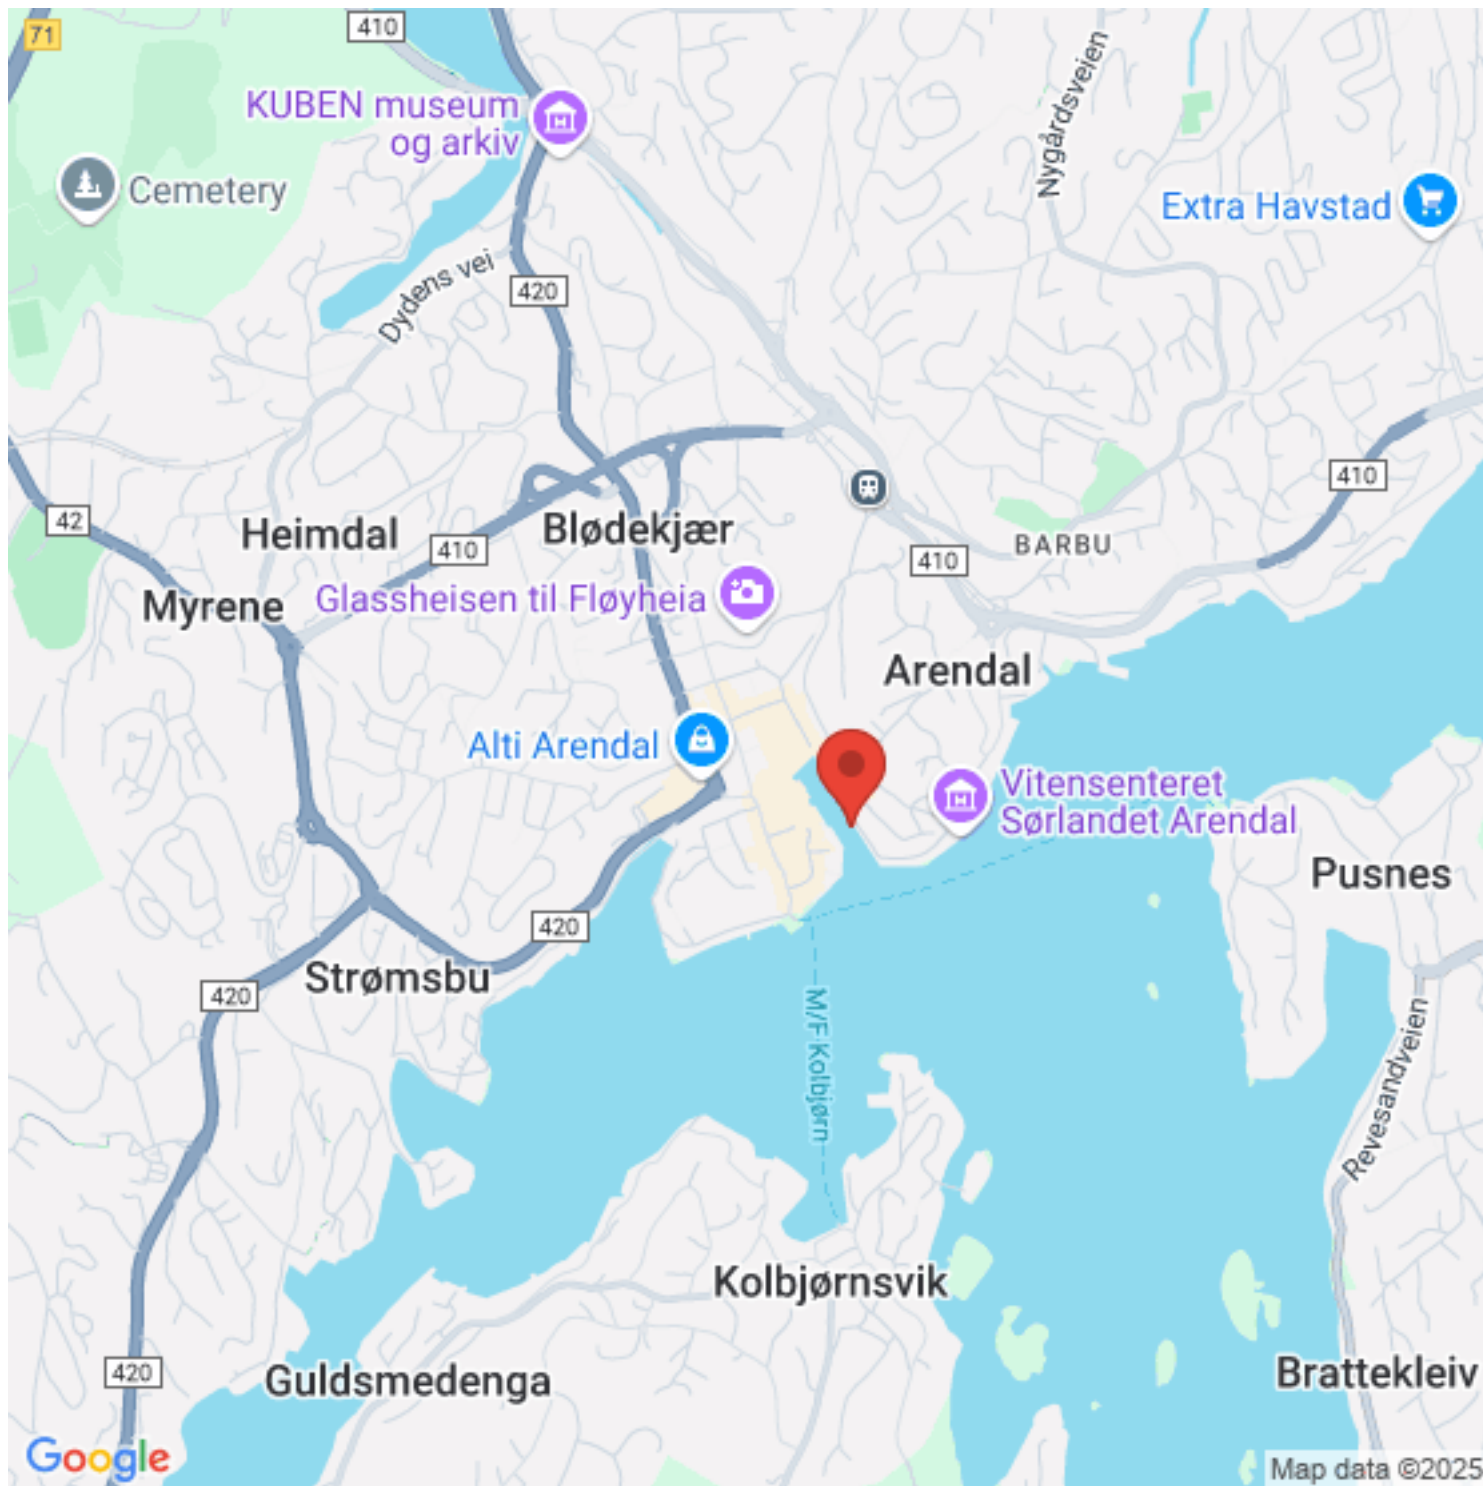 71
410
KUBEN museum
og arkiv
Cemetery
Nygårdsveien
Extra Havstad
Dydens vei
420
410
42
Heimdal
410
Blødekjær
410
BARBU
Myrene
Glassheisen til Fløyheia
Arendal
Alti Arendal
Vitensenteret
Sørlandet Arendal
Pusnes
420
Strømsbu
420
M/F Kolbjørn
Revesandveien
Kolbjørnsvik
420
Guldsmedenga
Brattekleiv
Google
Map data ©2025